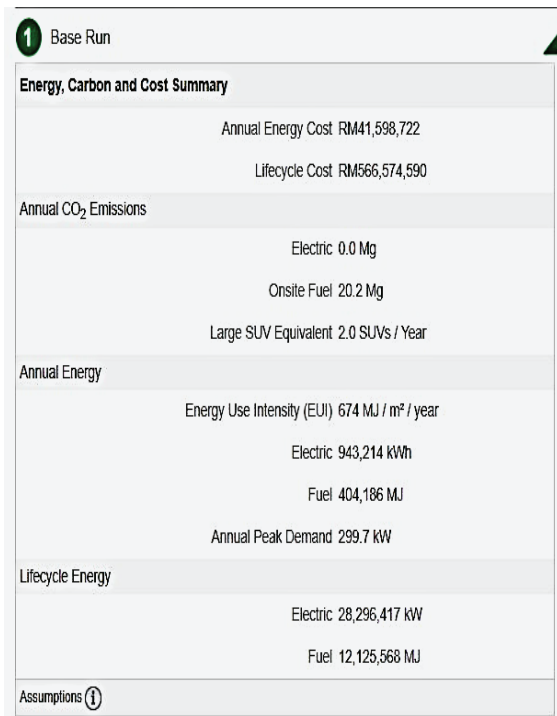 1 Base Run
Energy, Carbon and Cost Summary
Annual Energy Cost RM41,598,722
Lifecycle Cost RM566,574,590
Annual CO₂ Emissions
Electric 0.0 Mg
Onsite Fuel 20.2 Mg
Large SUV Equivalent 2.0 SUVs / Year
Annual Energy
Energy Use Intensity (EUI) 674 MJ / m² / year
Electric 943,214 kWh
Fuel 404,186 MJ
Annual Peak Demand 299.7 kW
Lifecycle Energy
Electric 28,296,417 kW
Fuel 12,125,568 MJ
Assumptions i